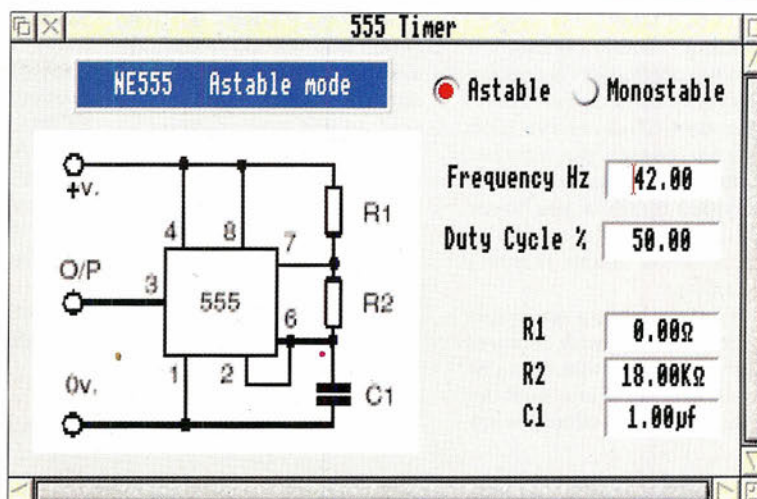 555 Timer
NE555 Astable mode
Astable
Monostable
+v.
4
8
7
R1
Frequency Hz 42.00
Duty Cycle % 50.00
O/P
3
555
6
R2
0v.
1
2
C1
R1 0.00Ω
R2 18.00KΩ
C1 1.00µf